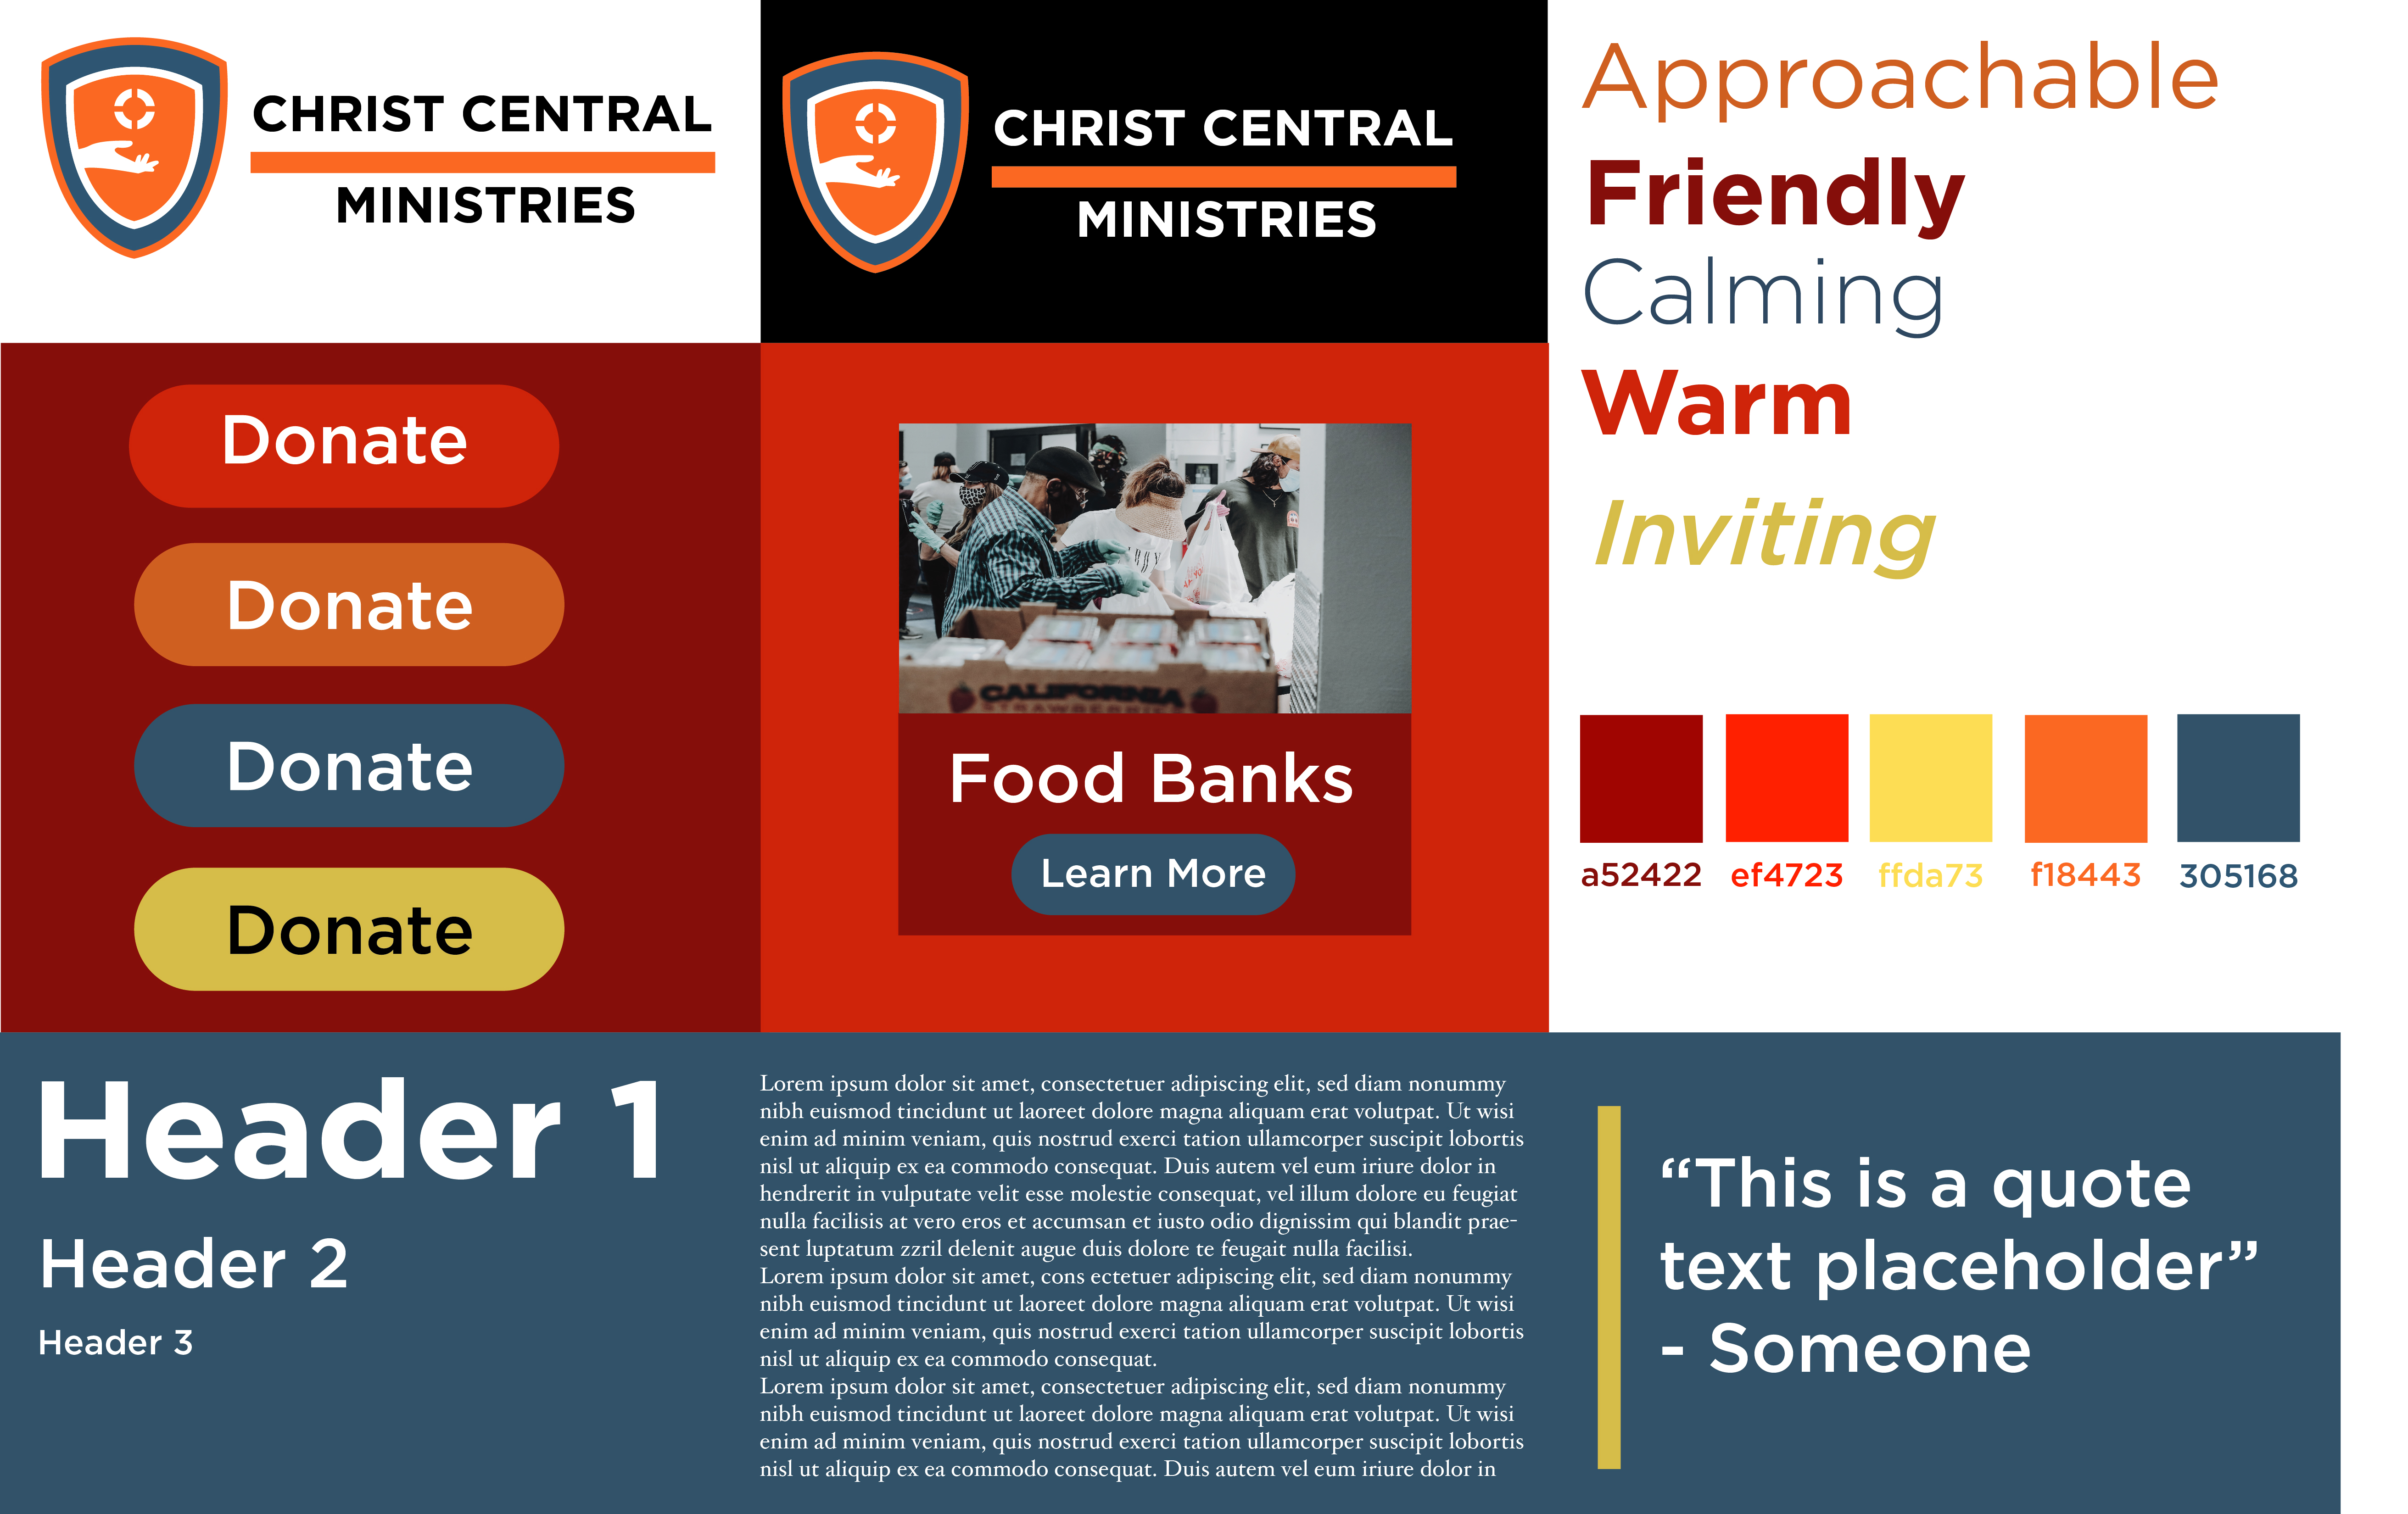 CHRIST CENTRAL
MINISTRIES
CHRIST CENTRAL
MINISTRIES
Approachable
Friendly
Calming
Warm
Inviting
Donate
Donate
Donate
Donate
CALIFORNIA
STRAWBERRIES
Food Banks
Learn More
a52422 ef4723 ffda73 f18443 305168
Header 1
Header 2
Header 3
Lorem ipsum dolor sit amet, consectetuer adipiscing elit, sed diam nonummy
nibh euismod tincidunt ut laoreet dolore magna aliquam erat volutpat. Ut wisi
enim ad minim veniam, quis nostrud exerci tation ullamcorper suscipit lobortis
nisl ut aliquip ex ea commodo consequat. Duis autem vel eum iriure dolor in
hendrerit in vulputate velit esse molestie consequat, vel illum dolore eu feugiat
nulla facilisis at vero eros et accumsan et iusto odio dignissim qui blandit prae-
sent luptatum zzril delenit augue duis dolore te feugait nulla facilisi.
Lorem ipsum dolor sit amet, cons ectetuer adipiscing elit, sed diam nonummy
nibh euismod tincidunt ut laoreet dolore magna aliquam erat volutpat. Ut wisi
enim ad minim veniam, quis nostrud exerci tation ullamcorper suscipit lobortis
nisl ut aliquip ex ea commodo consequat.
Lorem ipsum dolor sit amet, consectetuer adipiscing elit, sed diam nonummy
nibh euismod tincidunt ut laoreet dolore magna aliquam erat volutpat. Ut wisi
enim ad minim veniam, quis nostrud exerci tation ullamcorper suscipit lobortis
nisl ut aliquip ex ea commodo consequat. Duis autem vel eum iriure dolor in
“This is a quote
text placeholder”
- Someone